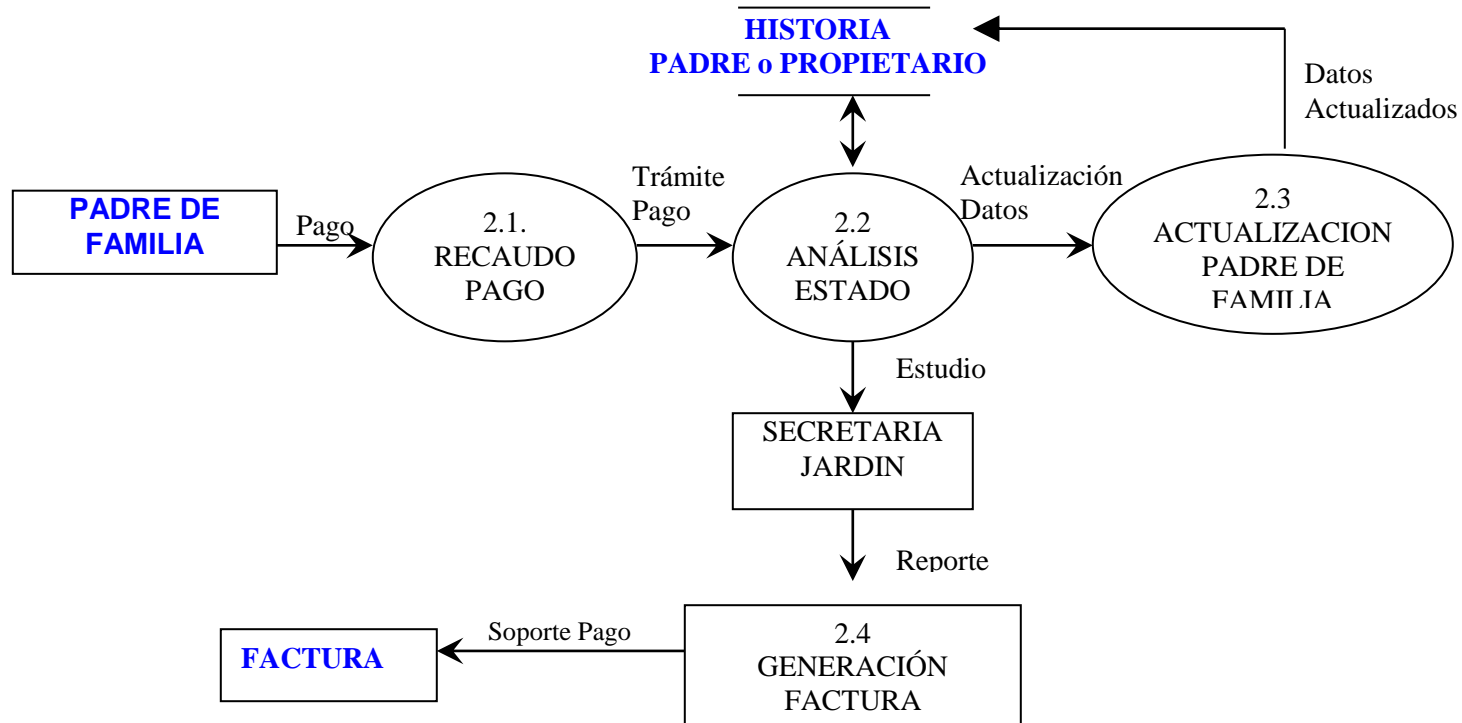 HISTORIA
PADRE o PROPIETARIO
Datos
Actualizados
PADRE DE
FAMILIA
Pago
2.1.
RECAUDO
PAGO
Trámite
Pago
2.2
ANÁLISIS
ESTADO
Actualización
Datos
2.3
ACTUALIZACION
PADRE DE
FAMILIA
Estudio
SECRETARIA
JARDIN
Reporte
2.4
GENERACIÓN
FACTURA
Soporte Pago
FACTURA